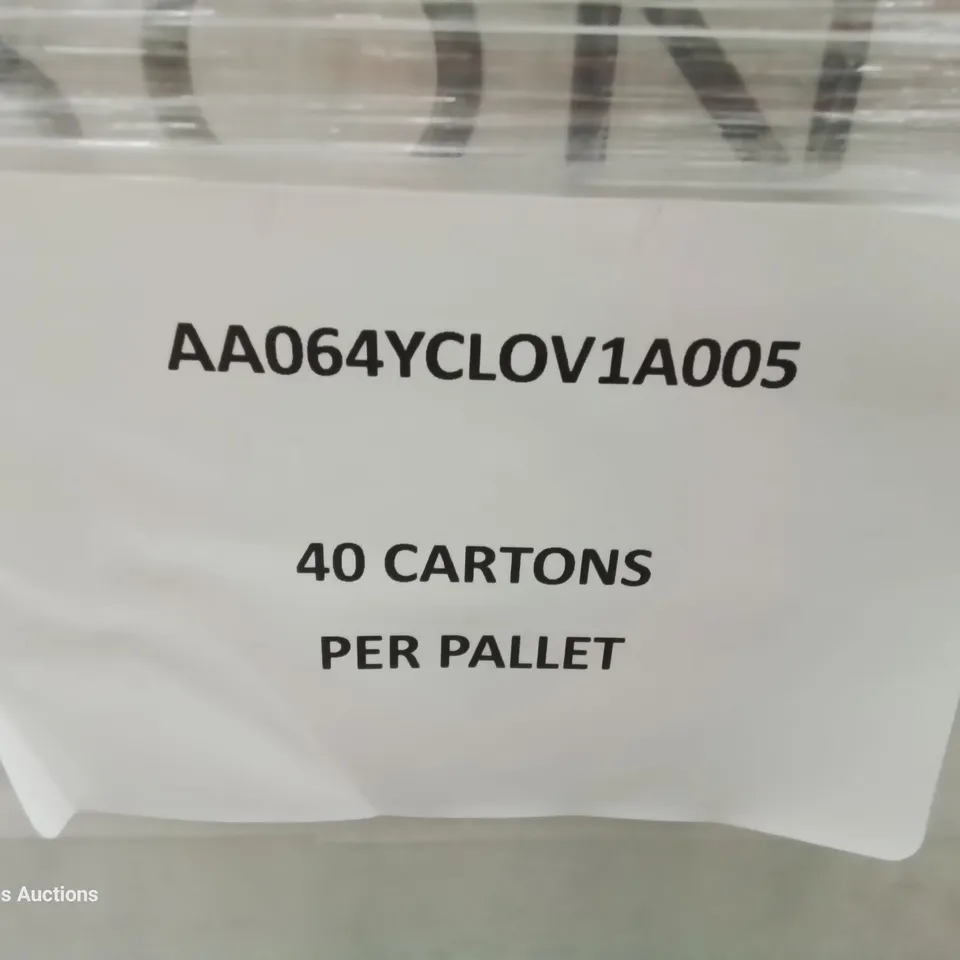 AA064YCLOV1A005
40 CARTONS
PER PALLET
s Auctions